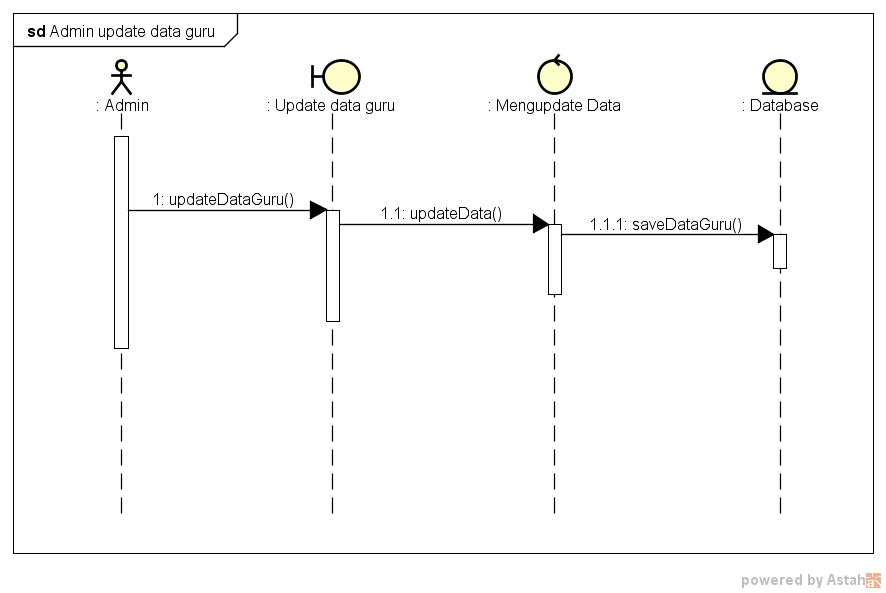 sd Admin update data guru
: Admin
: Update data guru
: Mengupdate Data
: Database
1: updateDataGuru()
1.1: updateData()
1.1.1: saveDataGuru()
powered by Astah